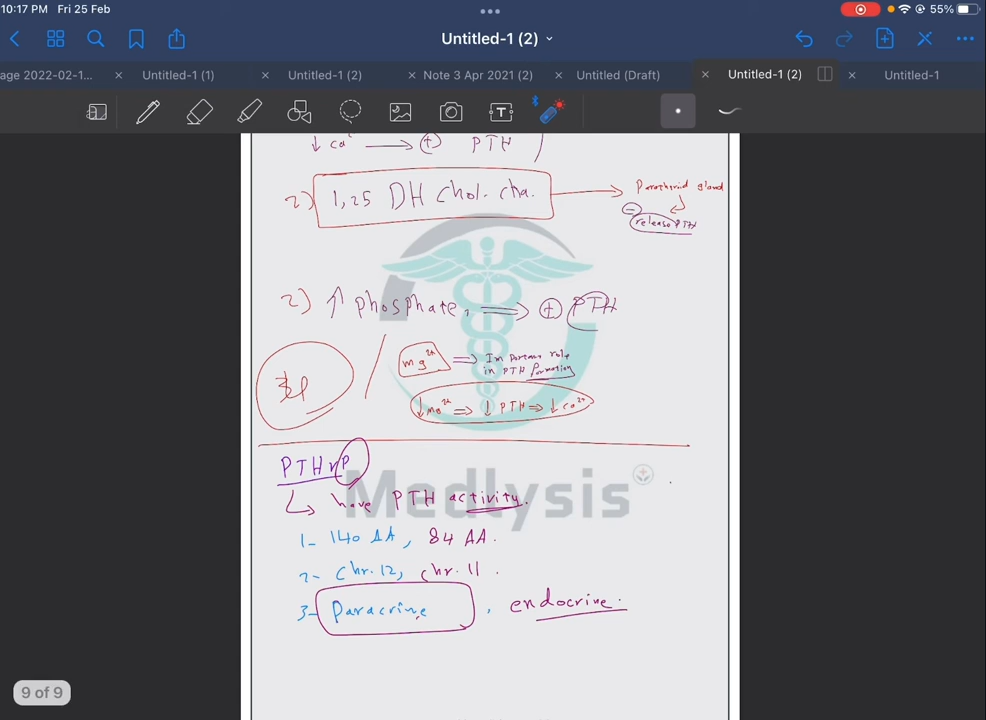 10:17 PM Fri 25 Feb
55%
Untitled-1 (2)
age 2022-02-1...
Untitled-1 (1)
Untitled-1 (2)
Note 3 Apr 2021 (2)
Untitled (Draft)
Untitled-1 (2)
Untitled-1
↓ ca → (+) PTH
2) 1,25 DH chol. cha. → Parathyroid gland
(-) release PTH
2) ↑ phosphate, ⇒ (+) PTH
mg²⁺ ⇒ Important role
in PTH formation
↓ mg²⁺ ⇒ ↓ PTH ⇒ ↓ ca²⁺
PTHrP
Medlysis
↳ have PTH activity.
1- 140 AA, 84 AA.
2- chr. 12, chr. 11.
3- Paracrine, endocrine.
9 of 9